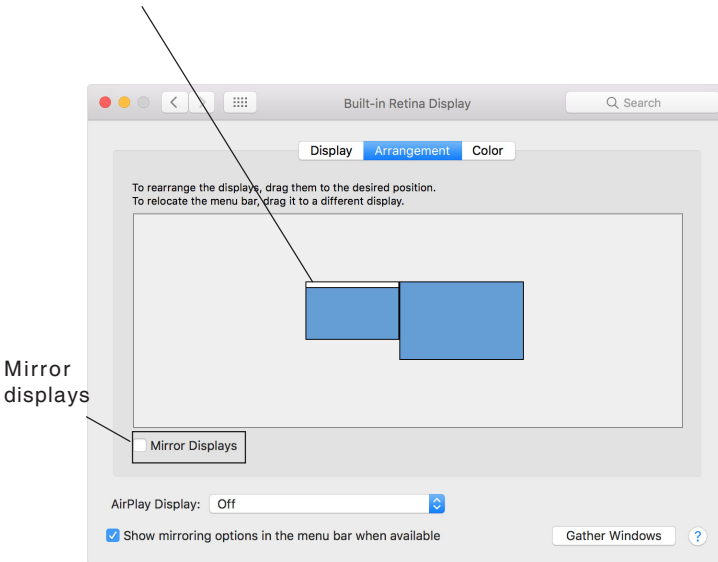 Built-in Retina Display
Search
Display Arrangement Color
To rearrange the displays, drag them to the desired position.
To relocate the menu bar, drag it to a different display.
Mirror
displays
Mirror Displays
AirPlay Display: Off
Show mirroring options in the menu bar when available
Gather Windows ?